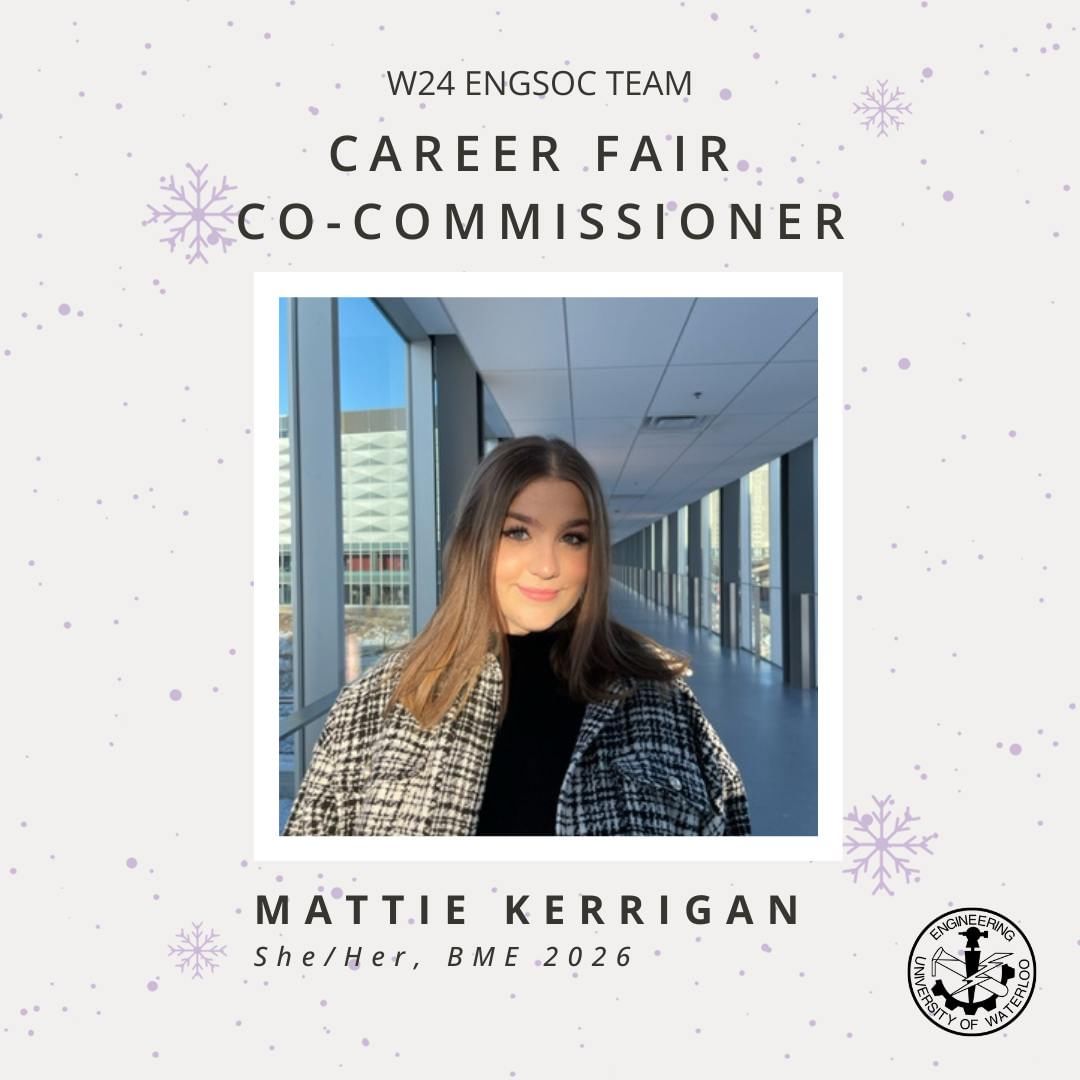 W24 ENGSOC TEAM
CAREER FAIR
CO-COMMISSIONER
MATTIE KERRIGAN
She/Her, BME 2026
ENGINEERING
UNIVERSITY OF WATERLOO